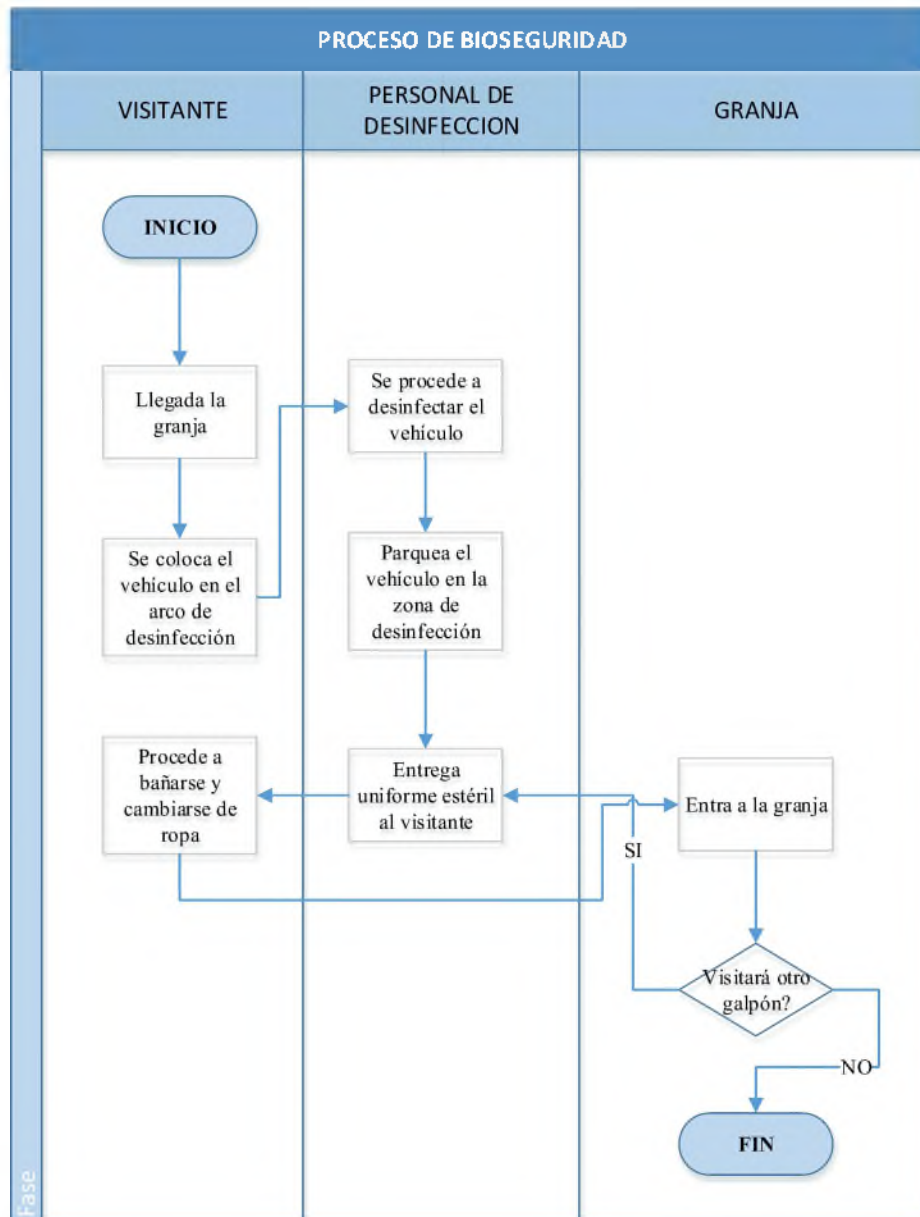 PROCESO DE BIOSEGURIDAD
VISITANTE
PERSONAL DE
DESINFECCION
GRANJA
INICIO
Llegada la
granja
Se procede a
desinfectar el
vehículo
Se coloca el
vehículo en el
arco de
desinfección
Parquea el
vehículo en la
zona de
desinfección
Procede a
bañarse y
cambiarse de
ropa
Entrega
uniforme estéril
al visitante
Entra a la granja
SI
Visitará otro
galpón?
NO
FIN
Fase